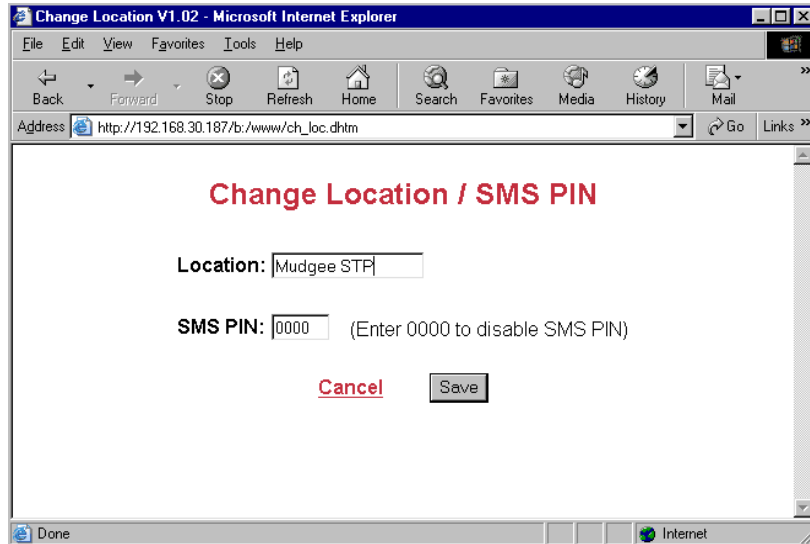 Change Location V1.02 - Microsoft Internet Explorer
File Edit View Favorites Tools Help
Back Forward Stop Refresh Home Search Favorites Media History Mail »
Address http://192.168.30.187/b:/www/ch_loc.dhtm Go Links »
Change Location / SMS PIN
Location: Mudgee STP
SMS PIN: 0000 (Enter 0000 to disable SMS PIN)
Cancel Save
Done Internet